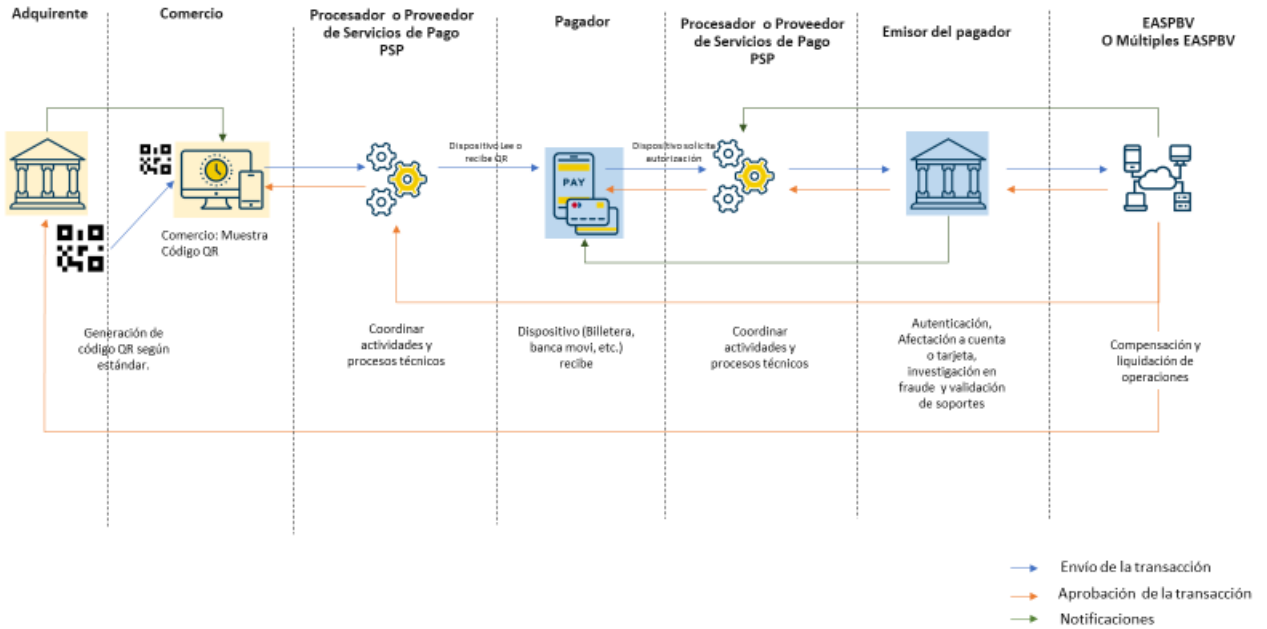 Adquirente
Comercio
Procesador o Proveedor
de Servicios de Pago
PSP
Pagador
Procesador o Proveedor
de Servicios de Pago
PSP
Emisor del pagador
EASPBV
O Múltiples EASPBV
Dispositivo Lee o
recibe QR
Dispositivo solicita
autorización
PAY
Comercio: Muestra
Código QR
Generación de
código QR según
estándar.
Coordinar
actividades y
procesos técnicos
Dispositivo (Billetera,
banca movi, etc.)
recibe
Coordinar
actividades y
procesos técnicos
Autenticación,
Afectación a cuenta
o tarjeta,
investigación en
fraude y validación
de soportes
Compensación y
liquidación de
operaciones
Envío de la transacción
Aprobación de la transacción
Notificaciones